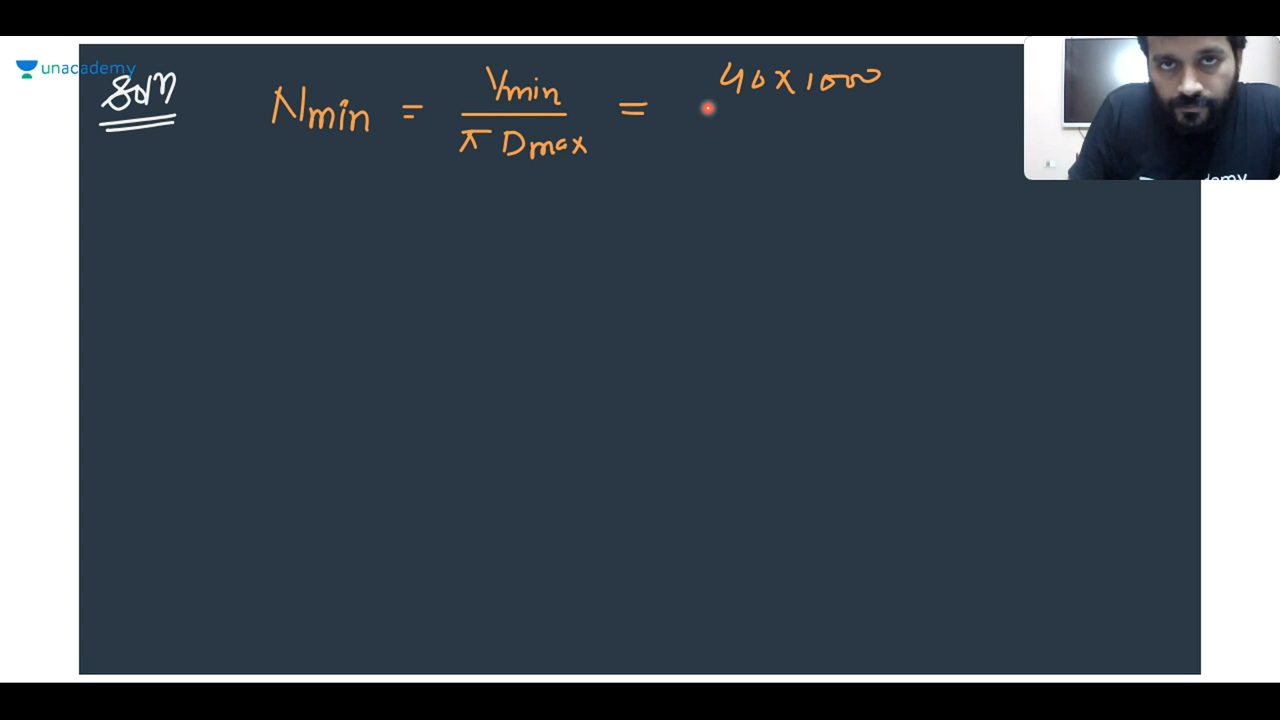 unacademy
Soln
Nmin = Vmin / π Dmax = 40 x 1000